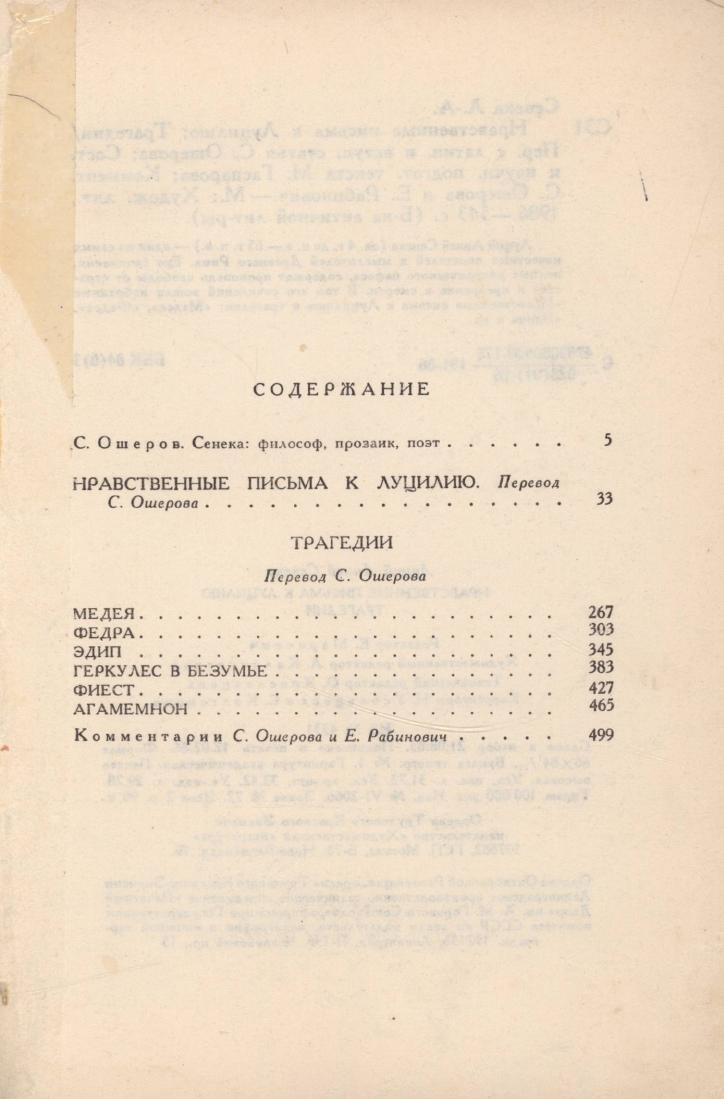 СОДЕРЖАНИЕ
С. Ошеров. Сенека: философ, прозаик, поэт . . . . . . 5
НРАВСТВЕННЫЕ ПИСЬМА К ЛУЦИЛИЮ. Перевод
С. Ошерова . . . . . . . . . . . . . . . . . 33
ТРАГЕДИИ
Перевод С. Ошерова
МЕДЕЯ . . . . . . . . . . . . . . . . . . . . 267
ФЕДРА . . . . . . . . . . . . . . . . . . . . 303
ЭДИП . . . . . . . . . . . . . . . . . . . . 345
ГЕРКУЛЕС В БЕЗУМЬЕ . . . . . . . . . . . . . 383
ФИЕСТ . . . . . . . . . . . . . . . . . . . . 427
АГАМЕМНОН . . . . . . . . . . . . . . . . . 465
Комментарии С. Ошерова и Е. Рабинович . . . . . 499